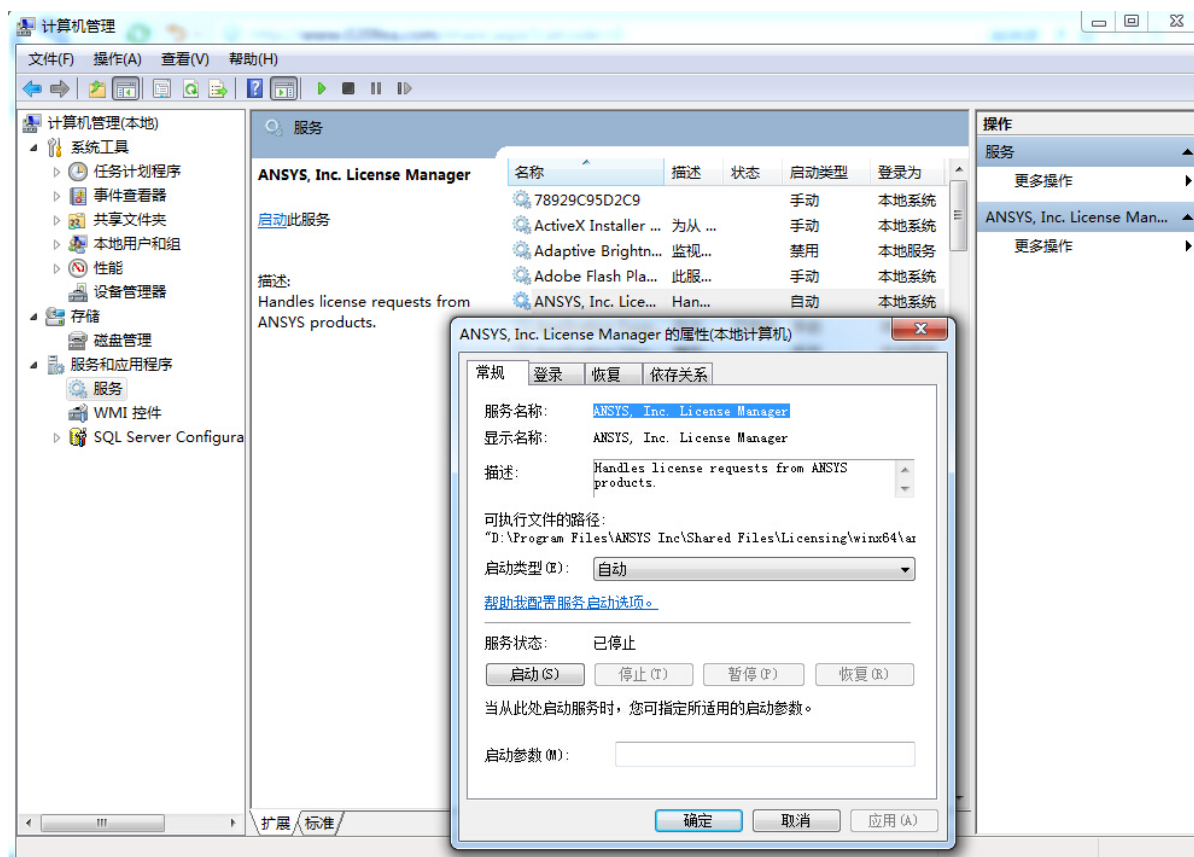 计算机管理
文件(F) 操作(A) 查看(V) 帮助(H)
计算机管理(本地)
系统工具
任务计划程序
事件查看器
共享文件夹
本地用户和组
性能
设备管理器
存储
磁盘管理
服务和应用程序
服务
WMI 控件
SQL Server Configura
服务
ANSYS, Inc. License Manager
启动此服务
描述:
Handles license requests from
ANSYS products.
名称 描述 状态 启动类型 登录为
78929C95D2C9 手动 本地系统
ActiveX Installer ... 为从 ... 手动 本地系统
Adaptive Brightn... 监视... 禁用 本地服务
Adobe Flash Pla... 此服... 手动 本地系统
ANSYS, Inc. Lice... Han... 自动 本地系统
扩展 标准
操作
服务
更多操作
ANSYS, Inc. License Man...
更多操作
ANSYS, Inc. License Manager 的属性(本地计算机)
常规 登录 恢复 依存关系
服务名称: ANSYS, Inc. License Manager
显示名称: ANSYS, Inc. License Manager
描述: Handles license requests from ANSYS
products.
可执行文件的路径:
"D:\Program Files\ANSYS Inc\Shared Files\Licensing\winx64\ar
启动类型(E): 自动
帮助我配置服务启动选项。
服务状态: 已停止
启动(S) 停止(T) 暂停(P) 恢复(R)
当从此处启动服务时，您可指定所适用的启动参数。
启动参数(M):
确定 取消 应用(A)